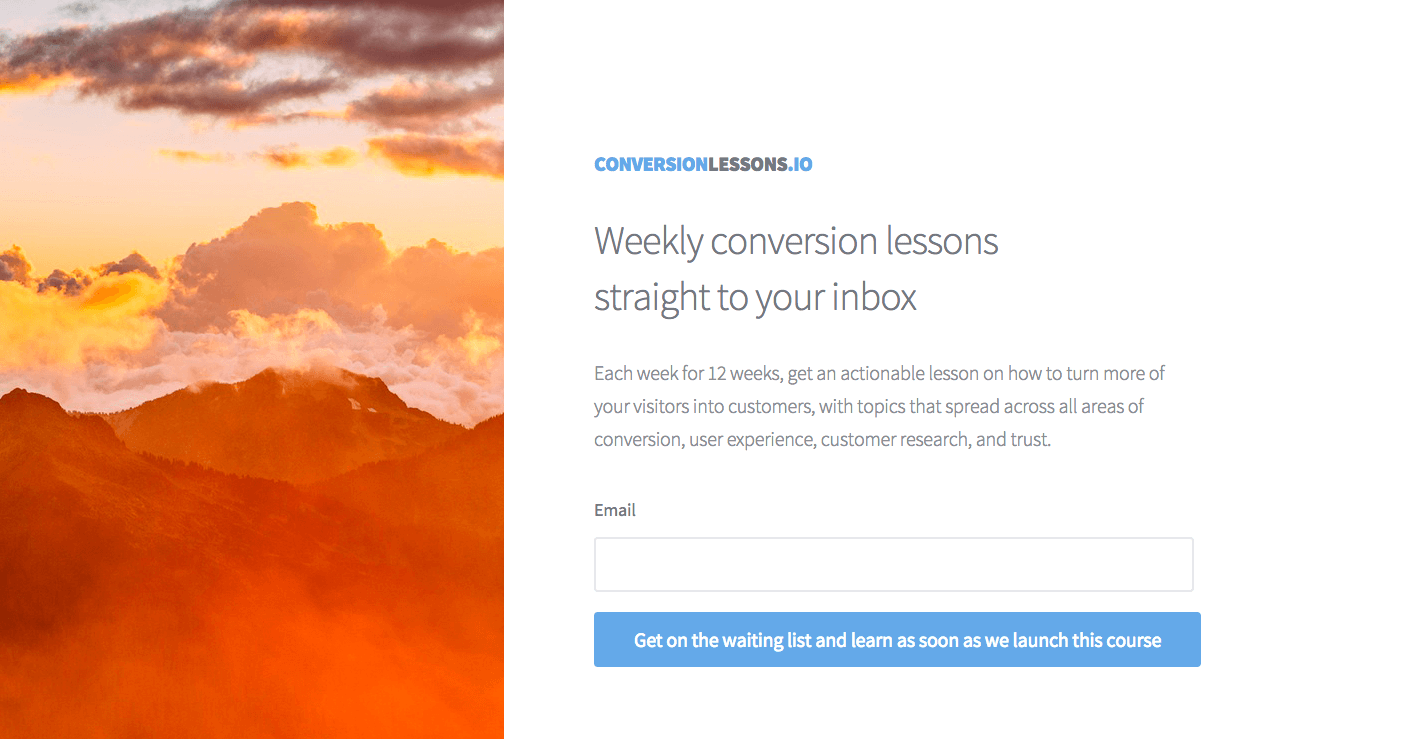 CONVERSIONLESSONS.IO
Weekly conversion lessons
straight to your inbox
Each week for 12 weeks, get an actionable lesson on how to turn more of
your visitors into customers, with topics that spread across all areas of
conversion, user experience, customer research, and trust.
Email
Get on the waiting list and learn as soon as we launch this course